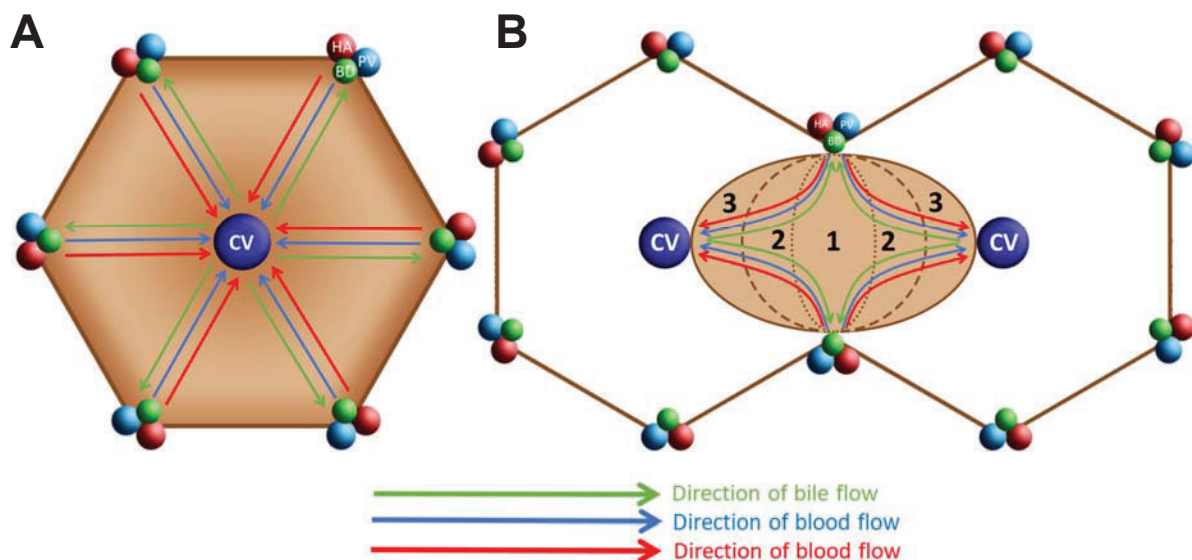 A
HA
PV
BD
CV
B
HA
PV
BD
CV
3
2
1
2
3
CV
Direction of bile flow
Direction of blood flow
Direction of blood flow